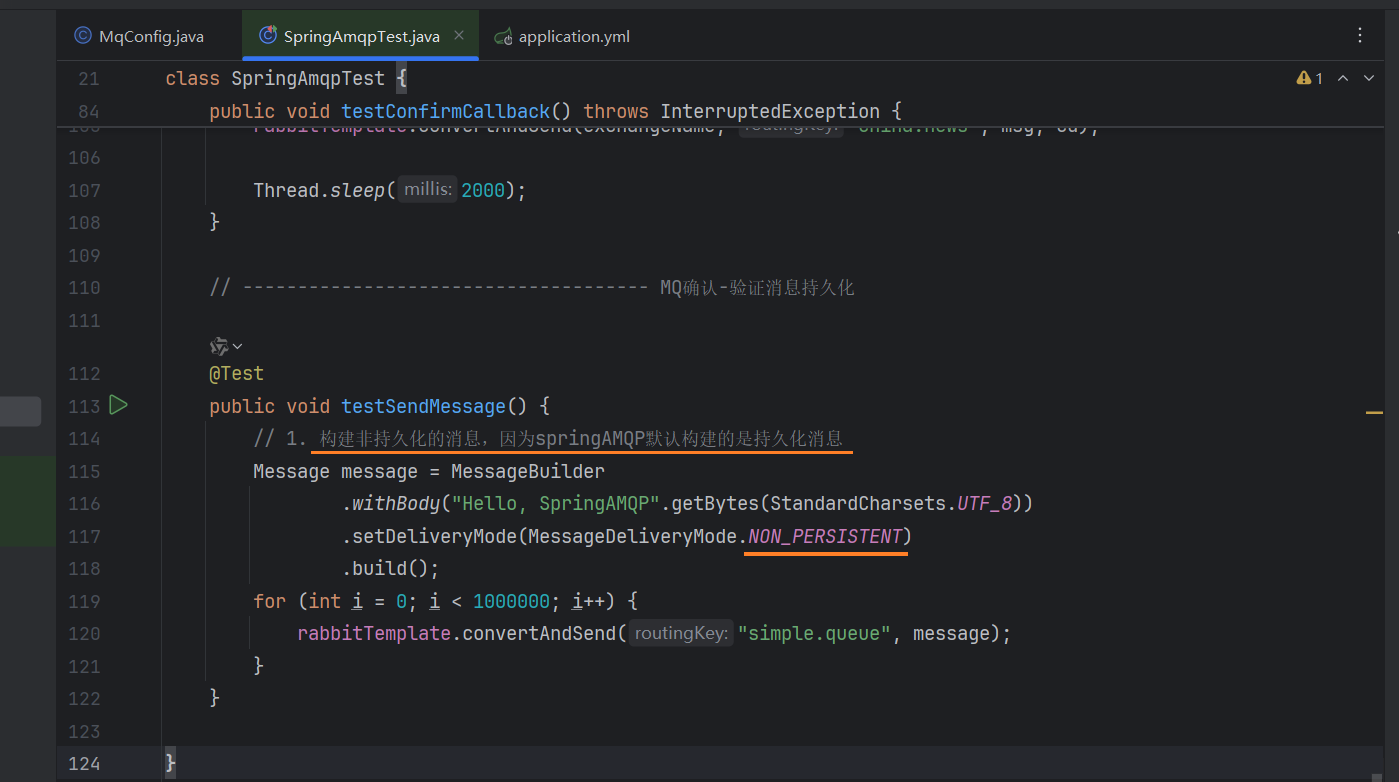 MqConfig.java SpringAmqpTest.java application.yml
21 class SpringAmqpTest { 1
84 public void testConfirmCallback() throws InterruptedException {
106
107 Thread.sleep( millis: 2000);
108 }
109
110 // ------------------------------------- MQ确认-验证消息持久化
111
112 @Test
113 public void testSendMessage() {
114 // 1. 构建非持久化的消息，因为springAMQP默认构建的是持久化消息
115 Message message = MessageBuilder
116 .withBody("Hello, SpringAMQP".getBytes(StandardCharsets.UTF_8))
117 .setDeliveryMode(MessageDeliveryMode.NON_PERSISTENT)
118 .build();
119 for (int i = 0; i < 1000000; i++) {
120 rabbitTemplate.convertAndSend( routingKey: "simple.queue", message);
121 }
122 }
123
124 }